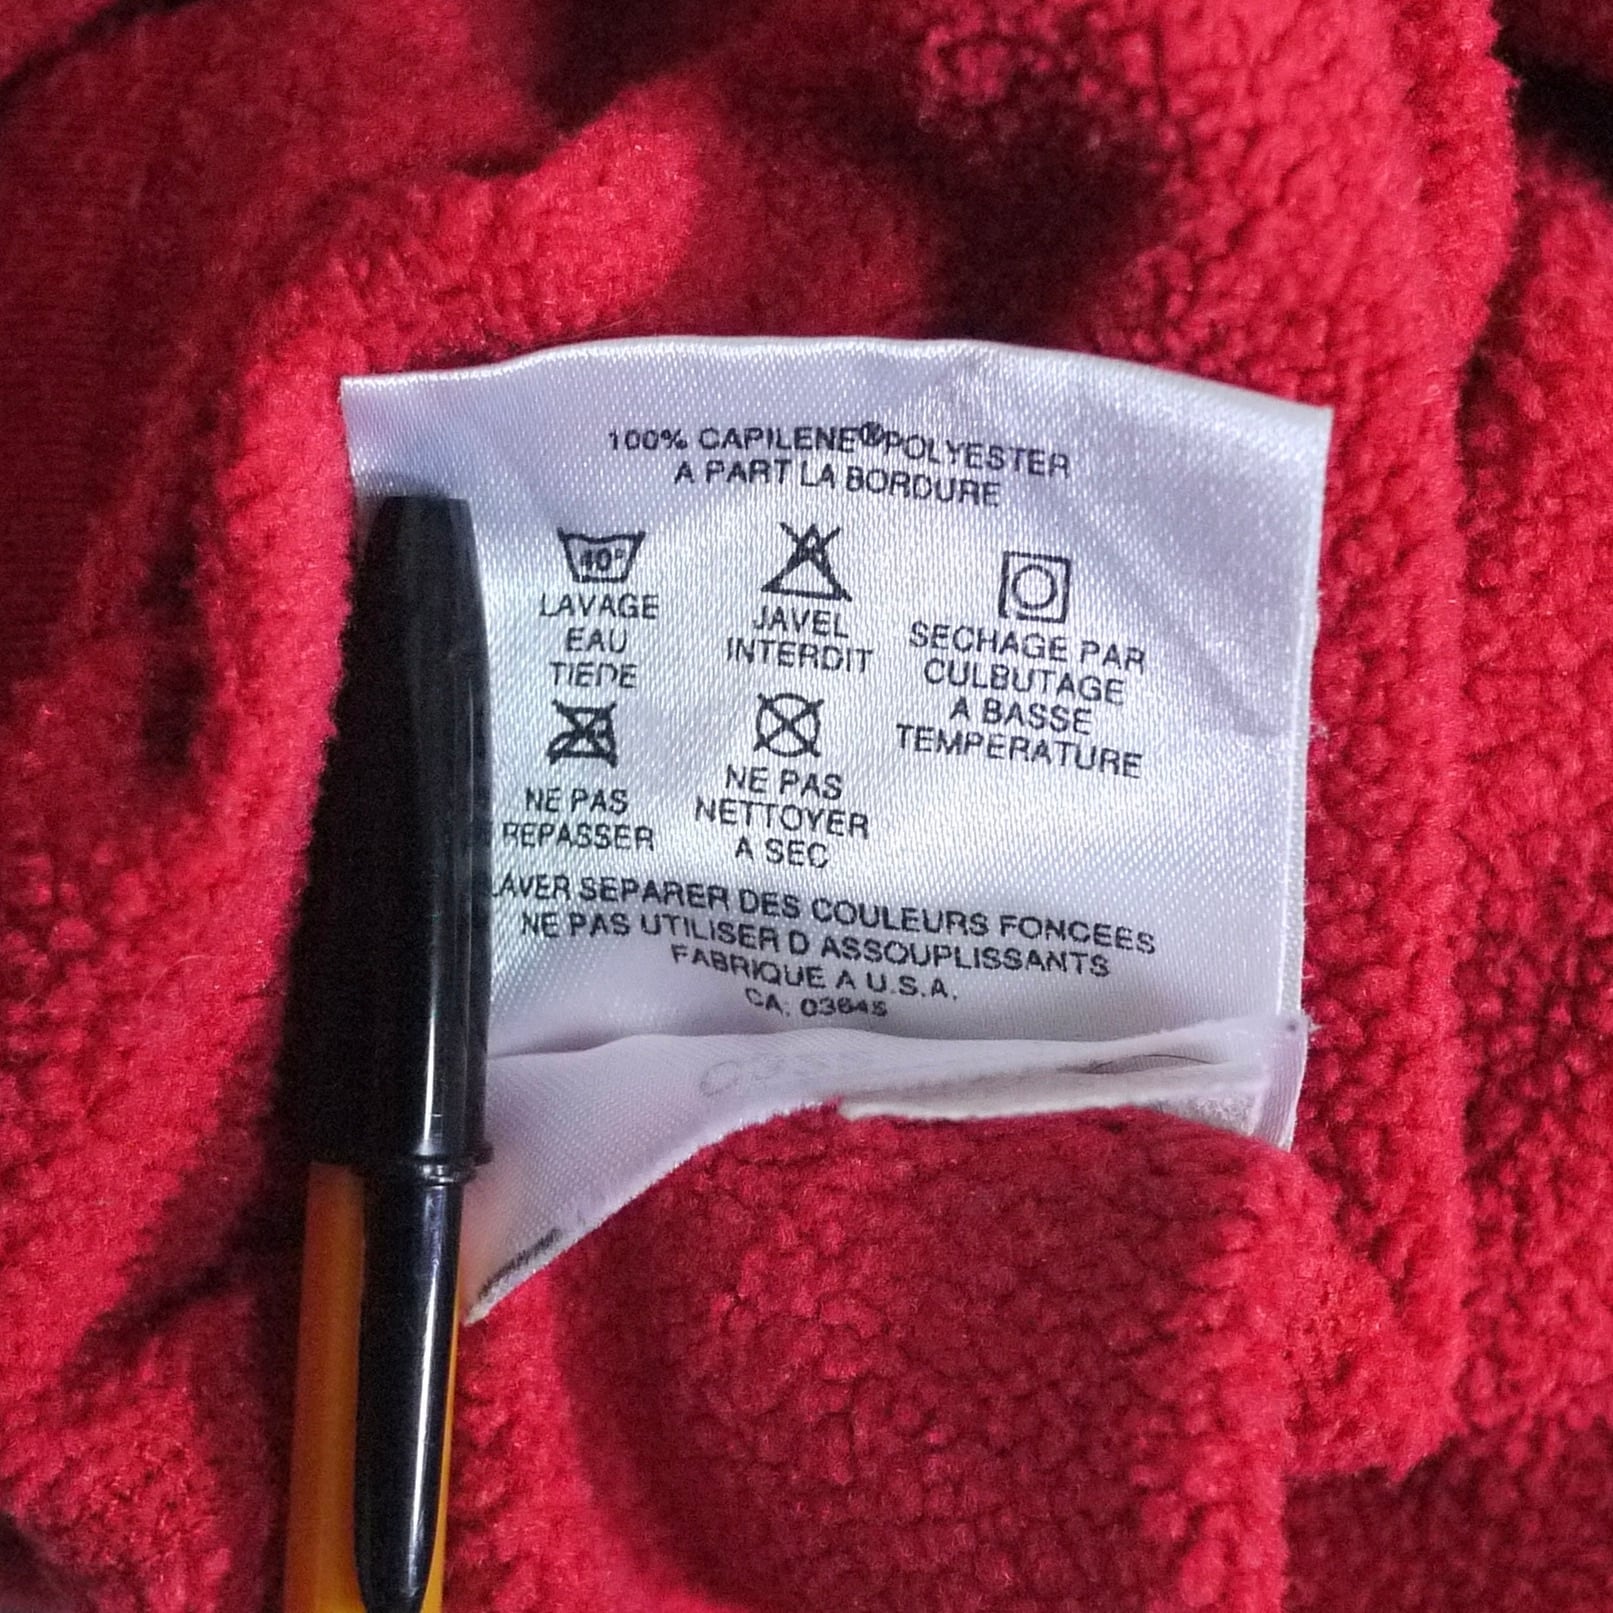 100% CAPILENE® POLYESTER
A PART LA BORDURE
40°
LAVAGE
EAU
TIEDE
JAVEL
INTERDIT
SECHAGE PAR
CULBUTAGE
A BASSE
TEMPERATURE
NE PAS
REPASSER
NE PAS
NETTOYER
A SEC
LAVER SEPARER DES COULEURS FONCEES
NE PAS UTILISER D ASSOUPLISSANTS
FABRIQUE A U.S.A.
CA: 03645